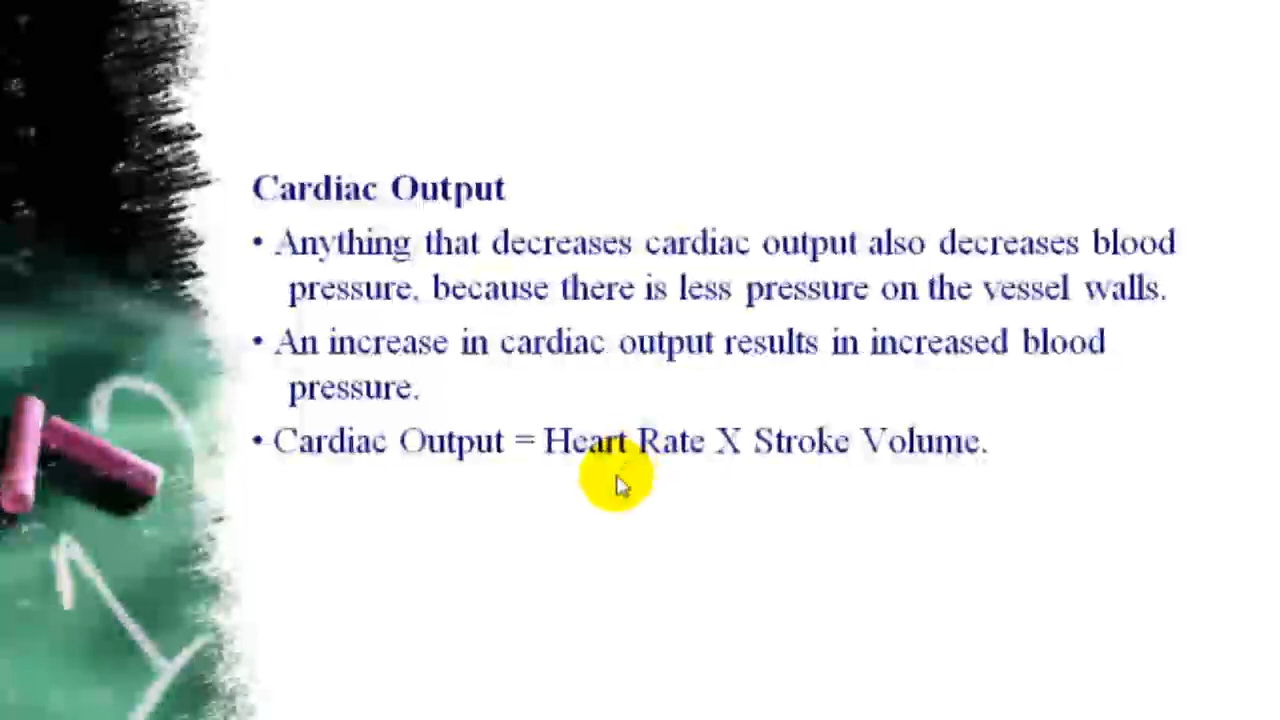 Cardiac Output
• Anything that decreases cardiac output also decreases blood
pressure, because there is less pressure on the vessel walls.
• An increase in cardiac output results in increased blood
pressure.
• Cardiac Output = Heart Rate X Stroke Volume.